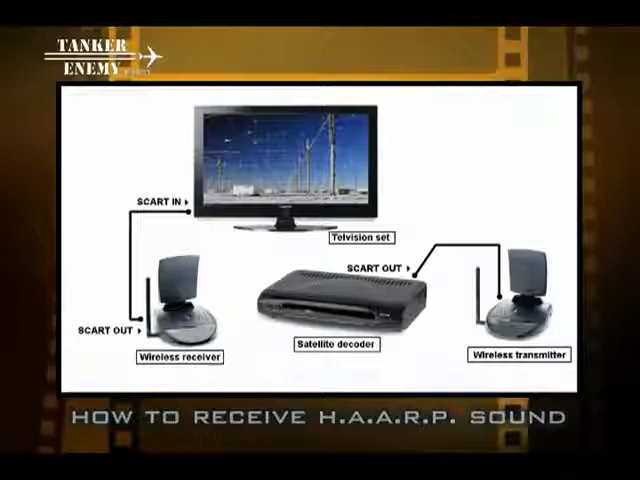 TANKER
ENEMY
SCART IN
Telvision set
SCART OUT
SCART OUT
Satellite decoder
Wireless receiver
Wireless transmitter
HOW TO RECEIVE H.A.A.R.P. SOUND